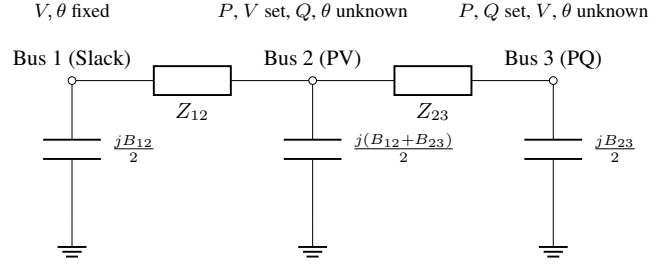 V, θ fixed
P, V set, Q, θ unknown
P, Q set, V, θ unknown
Bus 1 (Slack)
Bus 2 (PV)
Bus 3 (PQ)
Z₁₂
Z₂₃
jB₁₂/2
j(B₁₂+B₂₃)/2
jB₂₃/2